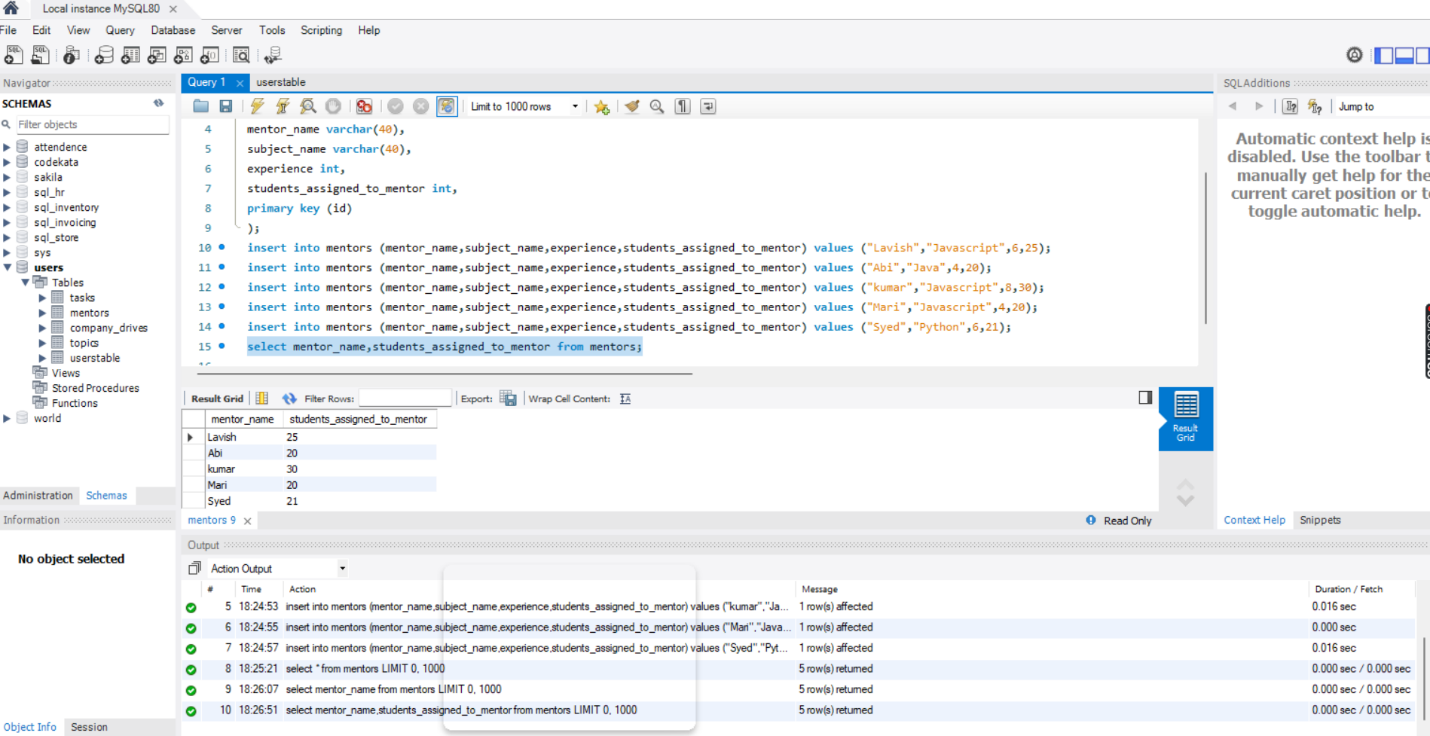 Local instance MySQL80 ×
File Edit View Query Database Server Tools Scripting Help
Navigator
SCHEMAS
Filter objects
attendence
codekata
sakila
sql_hr
sql_inventory
sql_invoicing
sql_store
sys
users
Tables
tasks
mentors
company_drives
topics
userstable
Views
Stored Procedures
Functions
world
Administration Schemas
Information
No object selected
Object Info Session
Query 1 × userstable
Limit to 1000 rows
4 mentor_name varchar(40),
5 subject_name varchar(40),
6 experience int,
7 students_assigned_to_mentor int,
8 primary key (id)
9 );
10 insert into mentors (mentor_name,subject_name,experience,students_assigned_to_mentor) values ("Lavish","Javascript",6,25);
11 insert into mentors (mentor_name,subject_name,experience,students_assigned_to_mentor) values ("Abi","Java",4,20);
12 insert into mentors (mentor_name,subject_name,experience,students_assigned_to_mentor) values ("kumar","Javascript",8,30);
13 insert into mentors (mentor_name,subject_name,experience,students_assigned_to_mentor) values ("Mari","Javascript",4,20);
14 insert into mentors (mentor_name,subject_name,experience,students_assigned_to_mentor) values ("Syed","Python",6,21);
15 select mentor_name,students_assigned_to_mentor from mentors;
Result Grid Filter Rows: Export: Wrap Cell Content:
mentor_name students_assigned_to_mentor
Lavish 25
Abi 20
kumar 30
Mari 20
Syed 21
Result
Grid
mentors 9 × Read Only
Output
Action Output
# Time Action Message Duration / Fetch
5 18:24:53 insert into mentors (mentor_name,subject_name,experience,students_assigned_to_mentor) values ("kumar","Ja... 1 row(s) affected 0.016 sec
6 18:24:55 insert into mentors (mentor_name,subject_name,experience,students_assigned_to_mentor) values ("Mari","Java... 1 row(s) affected 0.000 sec
7 18:24:57 insert into mentors (mentor_name,subject_name,experience,students_assigned_to_mentor) values ("Syed","Pyt... 1 row(s) affected 0.016 sec
8 18:25:21 select * from mentors LIMIT 0, 1000 5 row(s) returned 0.000 sec / 0.000 sec
9 18:26:07 select mentor_name from mentors LIMIT 0, 1000 5 row(s) returned 0.000 sec / 0.000 sec
10 18:26:51 select mentor_name,students_assigned_to_mentor from mentors LIMIT 0, 1000 5 row(s) returned 0.000 sec / 0.000 sec
SQLAdditions
Jump to
Automatic context help is
disabled. Use the toolbar t
manually get help for the
current caret position or to
toggle automatic help.
Context Help Snippets